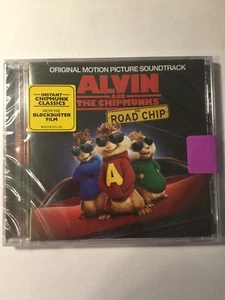 ORIGINAL MOTION PICTURE SOUNDTRACK
ALVIN
AND
THE CHIPMUNKS
ROAD CHIP
INSTANT
CHIPMUNK
CLASSICS
FROM THE
BLOCKBUSTER
FILM
A